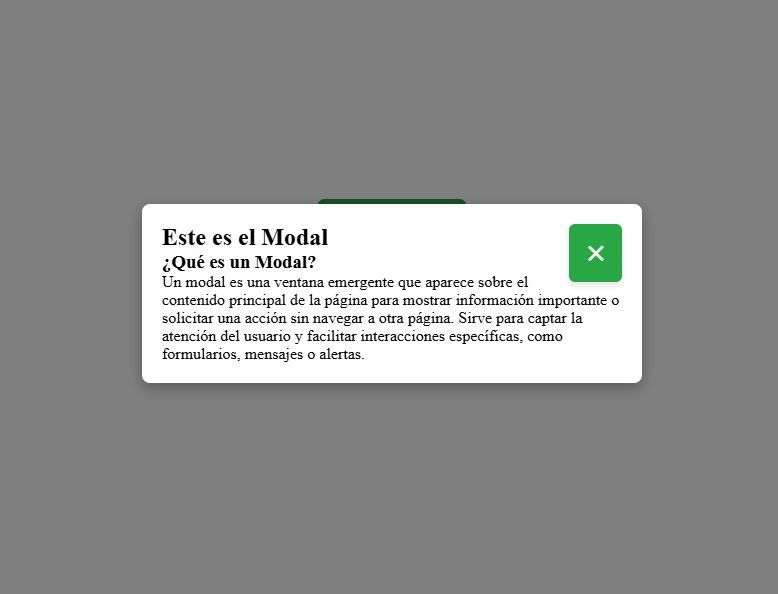 Este es el Modal
×
¿Qué es un Modal?
Un modal es una ventana emergente que aparece sobre el
contenido principal de la página para mostrar información importante o
solicitar una acción sin navegar a otra página. Sirve para captar la
atención del usuario y facilitar interacciones específicas, como
formularios, mensajes o alertas.